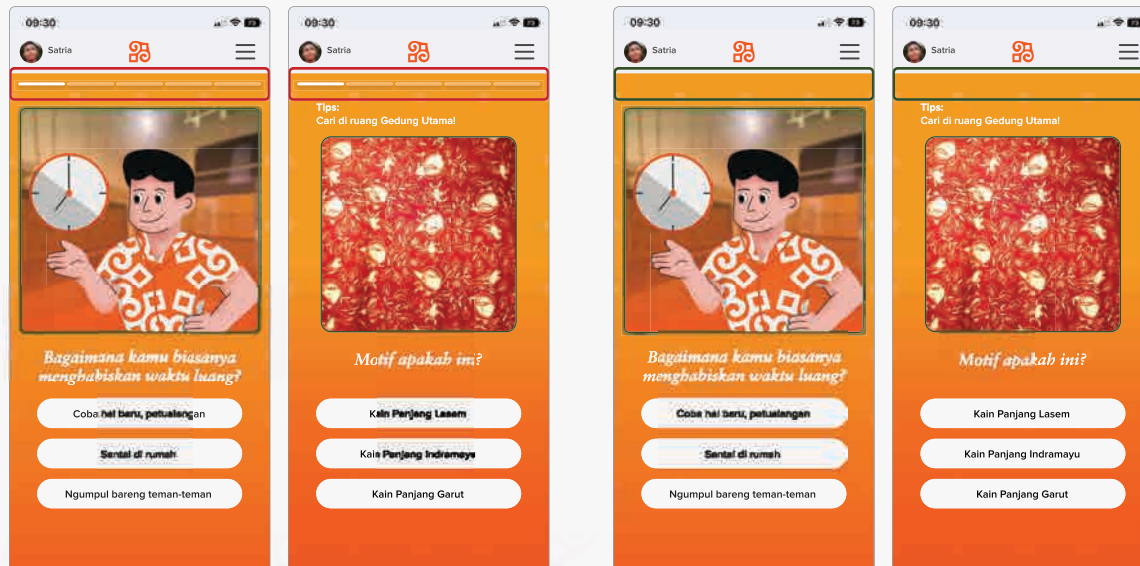 09:30
Satria
Bagaimana kamu biasanya
menghabiskan waktu luang?
Coba hal baru, petualangan
Santai di rumah
Ngumpul bareng teman-teman
09:30
Satria
Tips:
Cari di ruang Gedung Utama!
Motif apakah ini?
Kain Panjang Lasem
Kain Panjang Indramayu
Kain Panjang Garut
09:30
Satria
Bagaimana kamu biasanya
menghabiskan waktu luang?
Coba hal baru, petualangan
Santai di rumah
Ngumpul bareng teman-teman
09:30
Satria
Tips:
Cari di ruang Gedung Utama!
Motif apakah ini?
Kain Panjang Lasem
Kain Panjang Indramayu
Kain Panjang Garut